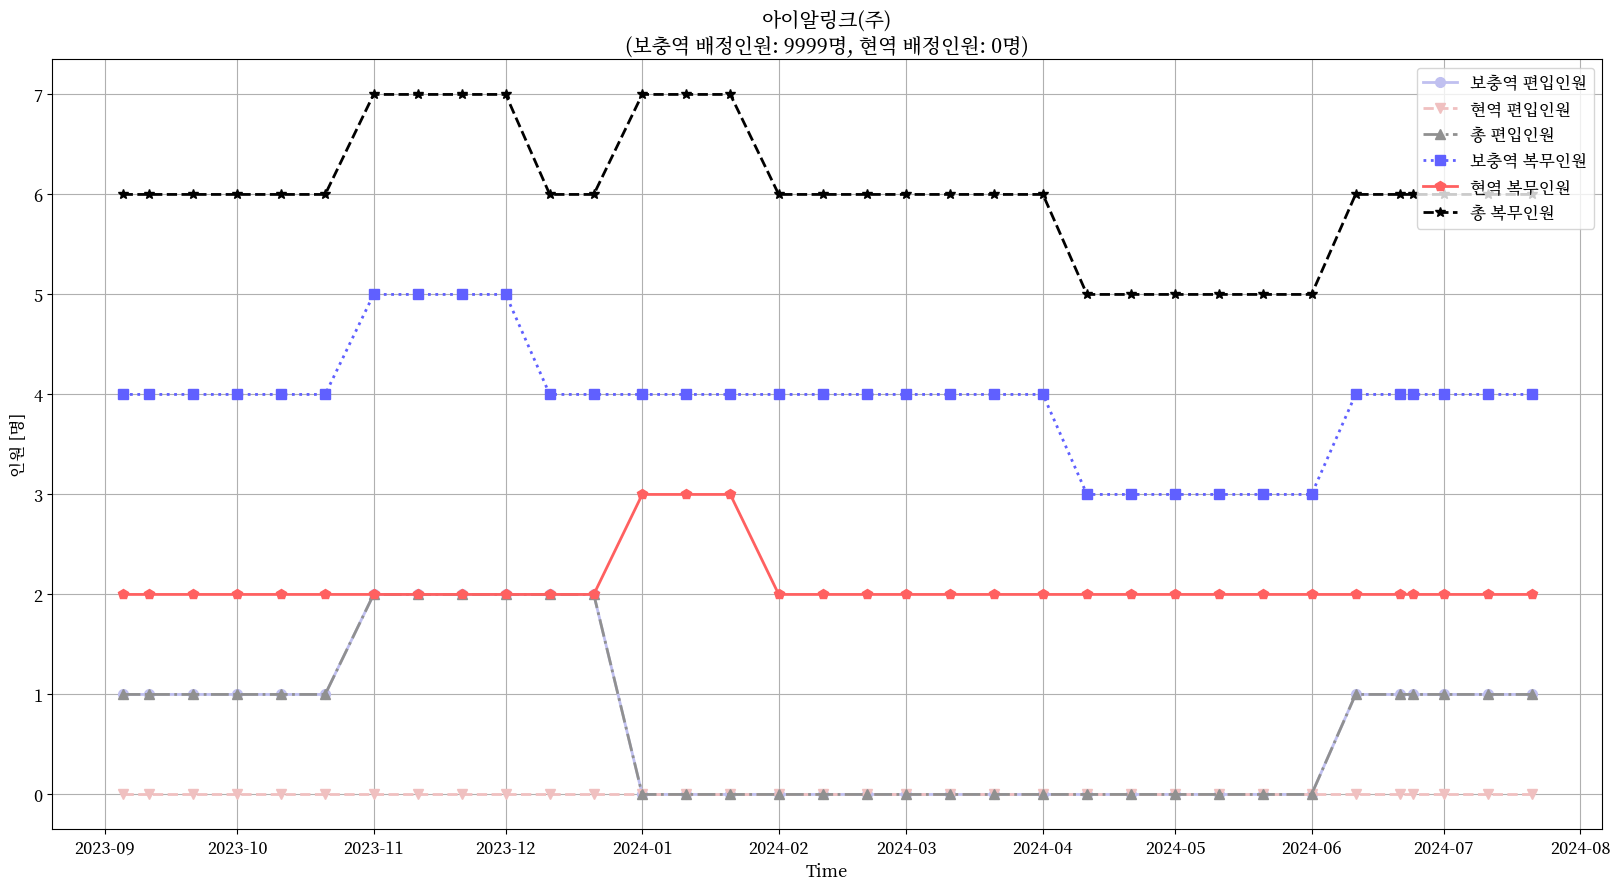 아이알링크(주)
(보충역 배정인원: 9999명, 현역 배정인원: 0명)
보충역 편입인원
현역 편입인원
총 편입인원
보충역 복무인원
현역 복무인원
총 복무인원
인원 [명]
7
6
5
4
3
2
1
0
2023-09 2023-10 2023-11 2023-12 2024-01 2024-02 2024-03 2024-04 2024-05 2024-06 2024-07 2024-08
Time